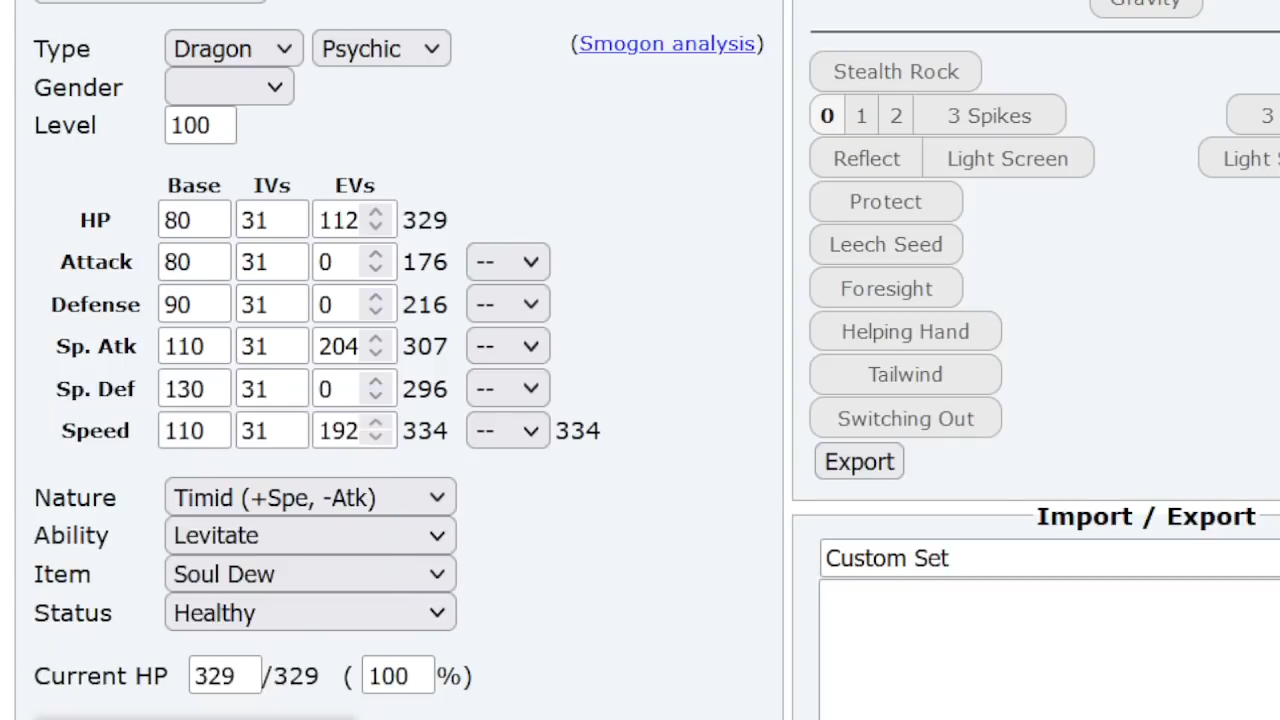 Type Dragon Psychic (Smogon analysis)
Gender
Level 100
Base IVs EVs
HP 80 31 112 329
Attack 80 31 0 176 --
Defense 90 31 0 216 --
Sp. Atk 110 31 204 307 --
Sp. Def 130 31 0 296 --
Speed 110 31 192 334 -- 334
Nature Timid (+Spe, -Atk)
Ability Levitate
Item Soul Dew
Status Healthy
Current HP 329/329 (100%)
Gravity
Stealth Rock
0 1 2 3 Spikes 3
Reflect Light Screen Light
Protect
Leech Seed
Foresight
Helping Hand
Tailwind
Switching Out
Export
Import / Export
Custom Set